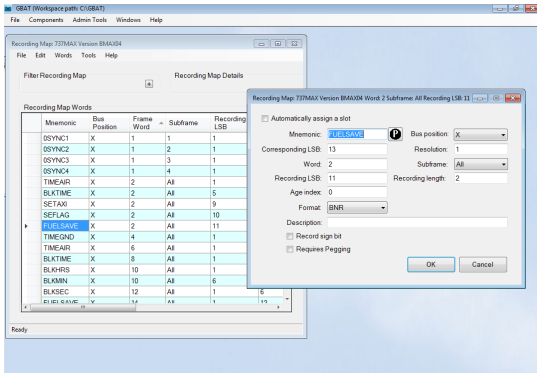 GBAT (Workspace path: C:\GBAT)
File Components Admin Tools Windows Help
Recording Map: 737MAX Version BMAX04
File Edit Words Tools Help
Filter Recording Map Recording Map Details
+
Recording Map Words
Mnemonic Bus Position Frame Word Subframe Recording LSB
0SYNC1 X 1 1 1
0SYNC2 X 1 2 1
0SYNC3 X 1 3 1
0SYNC4 X 1 4 1
TIMEAIR X 2 All 1
BLKTIME X 2 All 5
SETAXI X 2 All 9
SEFLAG X 2 All 10
FUELSAVE X 2 All 11
TIMEGND X 4 All 1
TIMEAIR X 6 All 1
BLKTIME X 8 All 1
BLKHRS X 10 All 1
BLKMIN X 10 All 6
BLKSEC X 12 All 1 6
FUELSAVE X 14 All 1 12
Ready
Recording Map: 737MAX Version BMAX04 Word: 2 Subframe: All Recording LSB: 11
Automatically assign a slot
Mnemonic: FUELSAVE P Bus position: X
Corresponding LSB: 13 Resolution: 1
Word: 2 Subframe: All
Recording LSB: 11 Recording length: 2
Age index: 0
Format: BNR
Description:
Record sign bit
Requires Pegging
OK Cancel